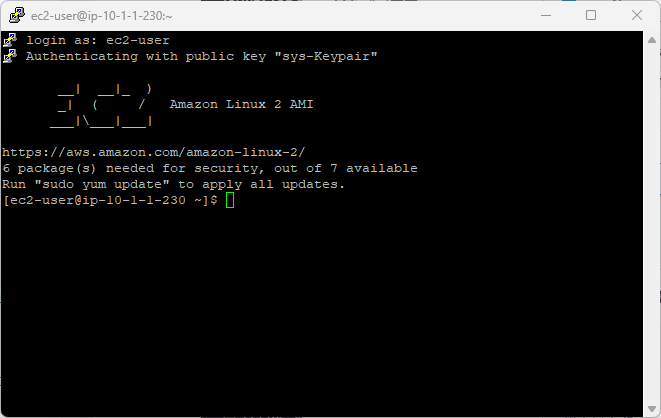 ec2-user@ip-10-1-1-230:~
login as: ec2-user
Authenticating with public key "sys-Keypair"
       __|  __|_  )
       _|  (     /   Amazon Linux 2 AMI
      ___|\___|___|
https://aws.amazon.com/amazon-linux-2/
6 package(s) needed for security, out of 7 available
Run "sudo yum update" to apply all updates.
[ec2-user@ip-10-1-1-230 ~]$